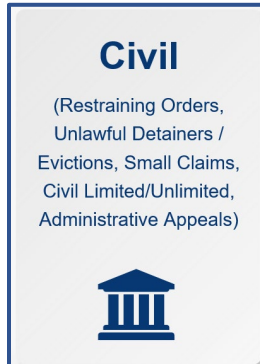 Civil
(Restraining Orders,
Unlawful Detainers /
Evictions, Small Claims,
Civil Limited/Unlimited,
Administrative Appeals)